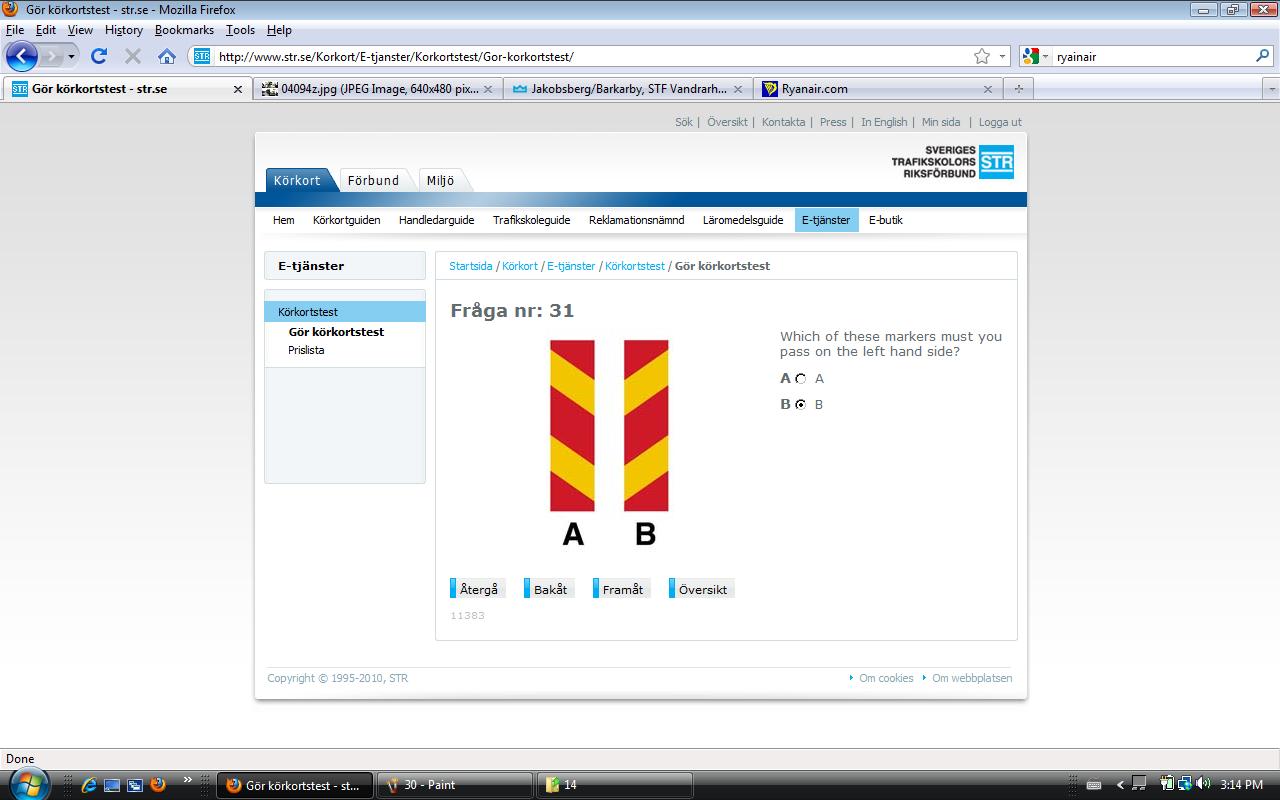 Gör körkortstest - str.se - Mozilla Firefox
File Edit View History Bookmarks Tools Help
http://www.str.se/Korkort/E-tjanster/Korkortstest/Gor-korkortstest/
ryainair
STR Gör körkortstest - str.se
04094z.jpg (JPEG Image, 640x480 pix...
Jakobsberg/Barkarby, STF Vandrarh...
Ryanair.com
Sök | Översikt | Kontakta | Press | In English | Min sida | Logga ut
SVERIGES
TRAFIKSKOLORS STR
RIKSFÖRBUND
Körkort Förbund Miljö
Hem Körkortguiden Handledarguide Trafikskoleguide Reklamationsnämnd Läromedelsguide E-tjänster E-butik
E-tjänster
Körkortstest
Gör körkortstest
Prislista
Startsida / Körkort / E-tjänster / Körkortstest / Gör körkortstest
Fråga nr: 31
A B
Which of these markers must you
pass on the left hand side?
A A
B B
Återgå Bakåt Framåt Översikt
11383
Copyright © 1995-2010, STR
Om cookies Om webbplatsen
Done
Gör körkortstest - st...
30 - Paint
14
3:14 PM